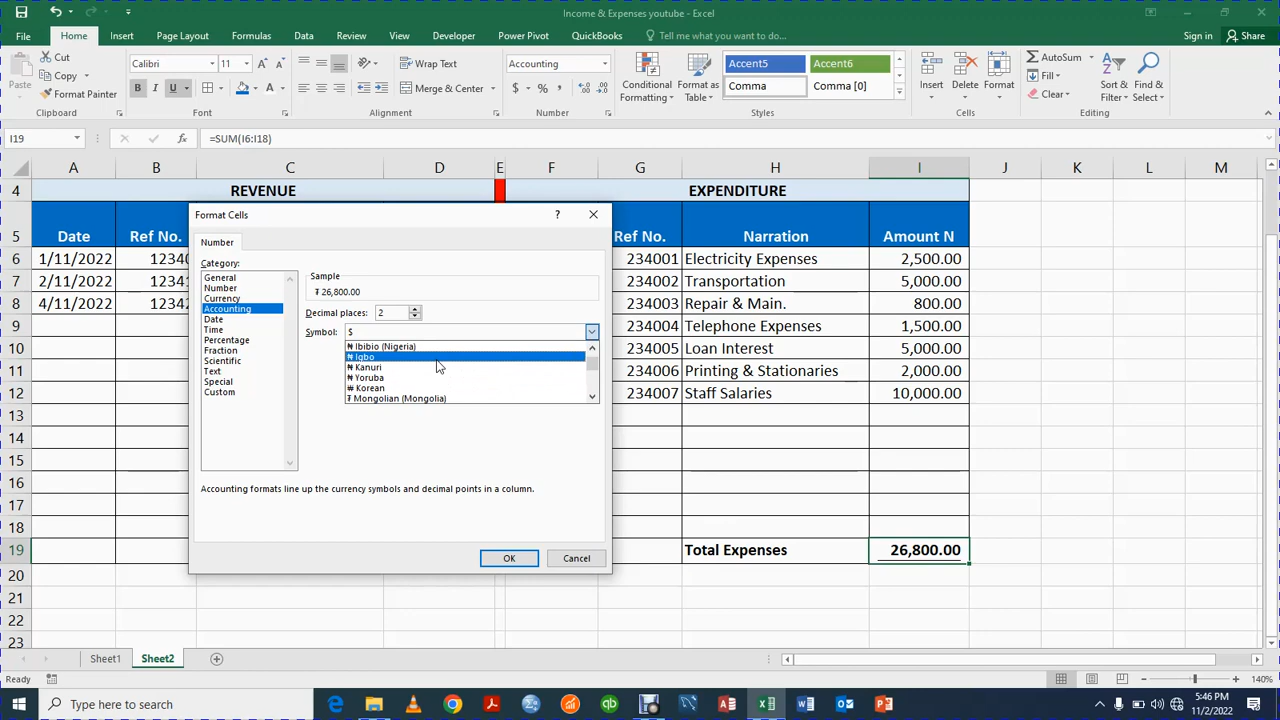 Income & Expenses youtube - Excel
File Home Insert Page Layout Formulas Data Review View Developer Power Pivot QuickBooks Tell me what you want to do... Sign in Share
Cut
Copy
Format Painter
Paste
Clipboard
Calibri 11
B I U
Font
Wrap Text
Merge & Center
Alignment
Accounting
$ % ,
Number
Conditional Formatting
Format as Table
Accent5 Accent6
Comma Comma [0]
Styles
Insert Delete Format
Cells
AutoSum
Fill
Clear
Sort & Filter
Find & Select
Editing
I19 fx =SUM(I6:I18)
A B C D E F G H I J K L M
4 REVENUE EXPENDITURE
5 Date Ref No. Ref No. Narration Amount N
6 1/11/2022 1234 234001 Electricity Expenses 2,500.00
7 2/11/2022 1234 234002 Transportation 5,000.00
8 4/11/2022 1234 234003 Repair & Main. 800.00
9 234004 Telephone Expenses 1,500.00
10 234005 Loan Interest 5,000.00
11 234006 Printing & Stationaries 2,000.00
12 234007 Staff Salaries 10,000.00
13
14
15
16
17
18
19 Total Expenses 26,800.00
20
21
22
23
Format Cells ?
Number
Category:
General
Number
Currency
Accounting
Date
Time
Percentage
Fraction
Scientific
Text
Special
Custom
Sample
₮ 26,800.00
Decimal places: 2
Symbol: $
₦ Ibibio (Nigeria)
₦ Igbo
₦ Kanuri
₦ Yoruba
₩ Korean
₮ Mongolian (Mongolia)
Accounting formats line up the currency symbols and decimal points in a column.
OK Cancel
Sheet1 Sheet2
Ready 140%
Type here to search
5:46 PM
11/2/2022